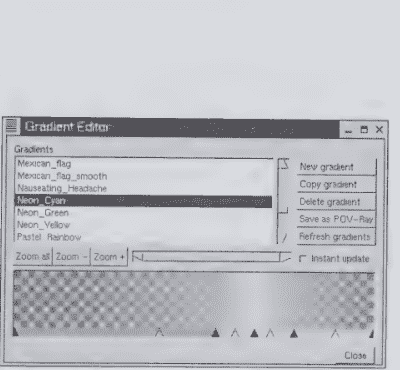 Gradient Editor
Gradients
Mexican_flag
Mexican_flag_smooth
Nauseating_Headache
Neon_Cyan
Neon_Green
Neon_Yellow
Pastel_Rainbow
New gradient
Copy gradient
Delete gradient
Save as POV-Ray
Refresh gradients
Zoom all Zoom - Zoom + Instant update
Close